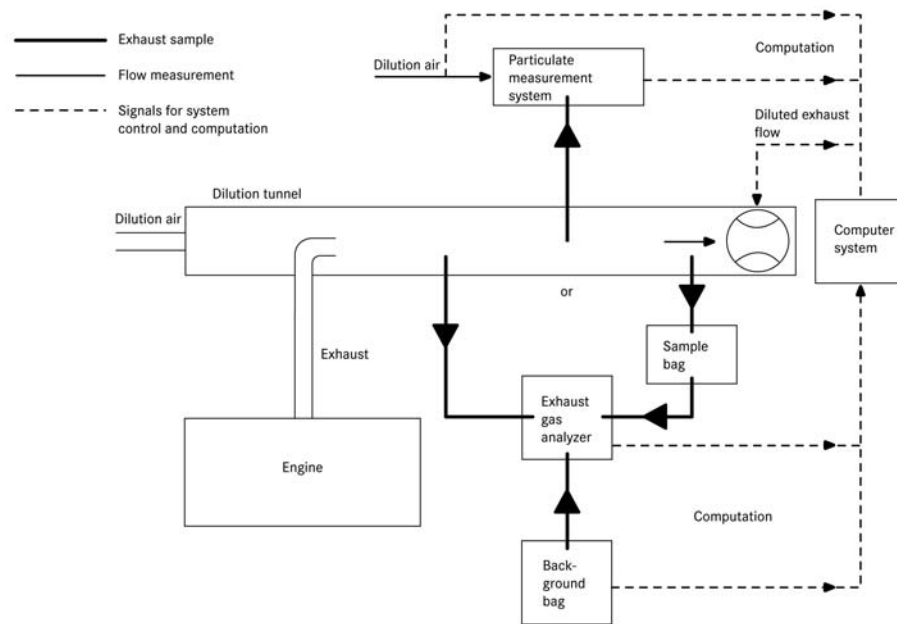 Exhaust sample
Flow measurement
Signals for system
control and computation
Dilution air
Particulate
measurement
system
Computation
Diluted exhaust
flow
Dilution tunnel
Dilution air
Computer
system
or
Exhaust
Sample
bag
Exhaust
gas
analyzer
Engine
Computation
Back-
ground
bag